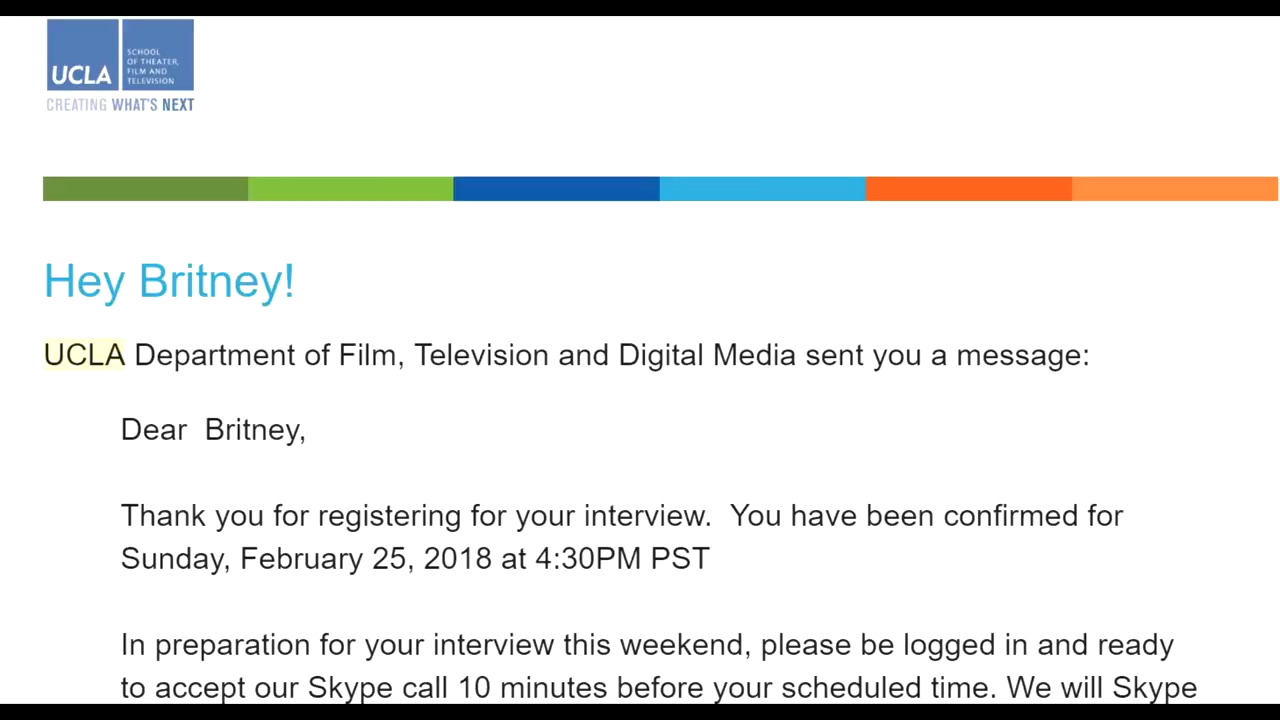 UCLA
SCHOOL
OF THEATER,
FILM AND
TELEVISION
CREATING WHAT'S NEXT
Hey Britney!
UCLA Department of Film, Television and Digital Media sent you a message:
Dear  Britney,
Thank you for registering for your interview.  You have been confirmed for
Sunday, February 25, 2018 at 4:30PM PST
In preparation for your interview this weekend, please be logged in and ready
to accept our Skype call 10 minutes before your scheduled time. We will Skype